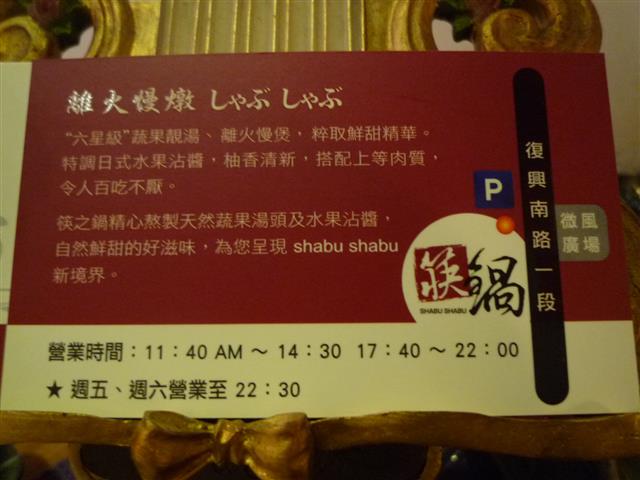 離火慢燉 しゃぶ しゃぶ
“六星級”蔬果靚湯、離火慢煲，粹取鮮甜精華。
特調日式水果沾醬，柚香清新，搭配上等肉質，
令人百吃不厭。
筷之鍋精心熬製天然蔬果湯頭及水果沾醬，
自然鮮甜的好滋味，為您呈現 shabu shabu
新境界。
筷鍋
SHABU SHABU
P
復興南路一段
微風
廣場
營業時間：11：40 AM ～ 14：30 17：40 ～ 22：00
★ 週五、週六營業至 22：30